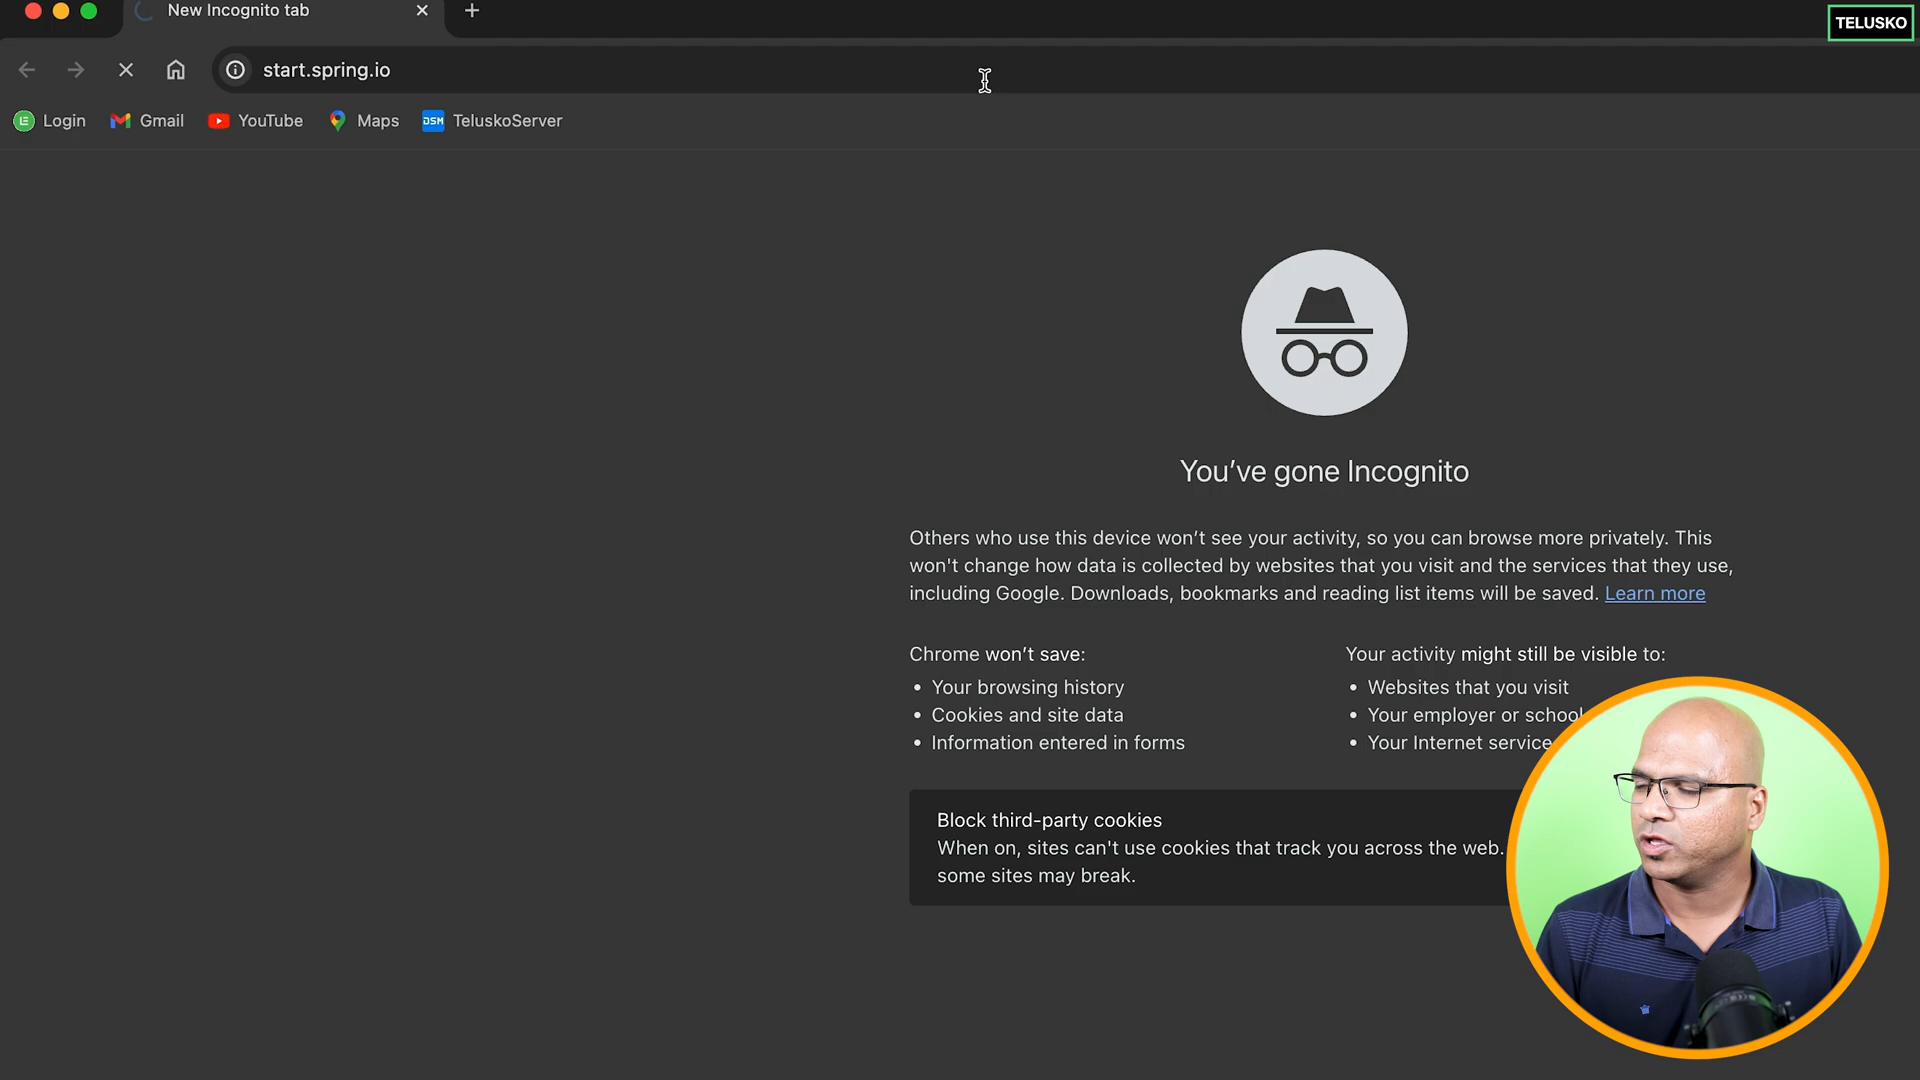 New Incognito tab
TELUSKO
start.spring.io
Login
Gmail
YouTube
DSM
TeluskoServer
Maps
You've gone Incognito
Others who use this device won't see your activity, so you can browse more privately. This
won't change how data is collected by websites that you visit and the services that they use,
including Google. Downloads, bookmarks and reading list items will be saved. Learn more
Chrome won't save:
Your browsing history
Cookies and site data
Information entered in forms
Your activity might still be visible to:
Websites that you visit
Your employer or school
Your Internet service
Block third-party cookies
When on, sites can't use cookies that track you across the web.
some sites may break.